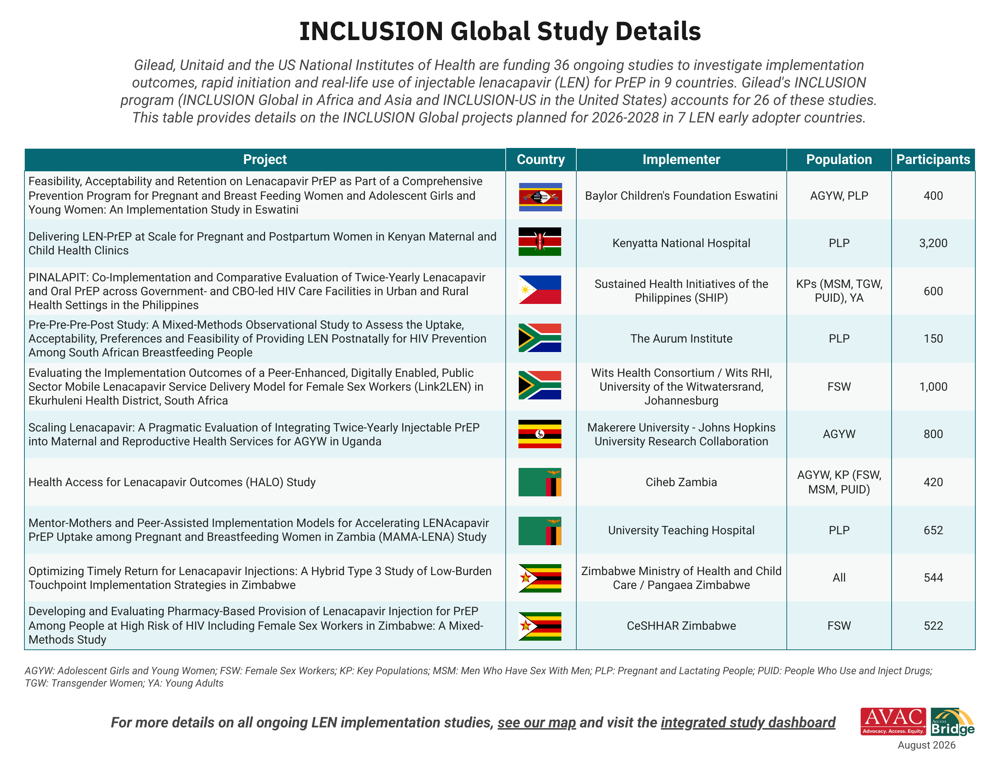 INCLUSION Global Study Details
Gilead, Unitaid and the US National Institutes of Health are funding 36 ongoing studies to investigate implementation
outcomes, rapid initiation and real-life use of injectable lenacapavir (LEN) for PrEP in 9 countries. Gilead's INCLUSION
program (INCLUSION Global in Africa and Asia and INCLUSION-US in the United States) accounts for 26 of these studies.
This table provides details on the INCLUSION Global projects planned for 2026-2028 in 7 LEN early adopter countries.
Project Country Implementer Population Participants
Feasibility, Acceptability and Retention on Lenacapavir PrEP as Part of a Comprehensive
Prevention Program for Pregnant and Breast Feeding Women and Adolescent Girls and
Young Women: An Implementation Study in Eswatini
Baylor Children's Foundation Eswatini
AGYW, PLP
400
Delivering LEN-PrEP at Scale for Pregnant and Postpartum Women in Kenyan Maternal and
Child Health Clinics
Kenyatta National Hospital
PLP
3,200
PINALAPIT: Co-Implementation and Comparative Evaluation of Twice-Yearly Lenacapavir
and Oral PrEP across Government- and CBO-led HIV Care Facilities in Urban and Rural
Health Settings in the Philippines
Sustained Health Initiatives of the
Philippines (SHIP)
KPs (MSM, TGW,
PUID), YA
600
Pre-Pre-Pre-Post Study: A Mixed-Methods Observational Study to Assess the Uptake,
Acceptability, Preferences and Feasibility of Providing LEN Postnatally for HIV Prevention
Among South African Breastfeeding People
The Aurum Institute
PLP
150
Evaluating the Implementation Outcomes of a Peer-Enhanced, Digitally Enabled, Public
Sector Mobile Lenacapavir Service Delivery Model for Female Sex Workers (Link2LEN) in
Ekurhuleni Health District, South Africa
Wits Health Consortium / Wits RHI,
University of the Witwatersrand,
Johannesburg
FSW
1,000
Scaling Lenacapavir: A Pragmatic Evaluation of Integrating Twice-Yearly Injectable PrEP
into Maternal and Reproductive Health Services for AGYW in Uganda
Makerere University - Johns Hopkins
University Research Collaboration
AGYW
800
Health Access for Lenacapavir Outcomes (HALO) Study
Ciheb Zambia
AGYW, KP (FSW,
MSM, PUID)
420
Mentor-Mothers and Peer-Assisted Implementation Models for Accelerating LENAcapavir
PrEP Uptake among Pregnant and Breastfeeding Women in Zambia (MAMA-LENA) Study
University Teaching Hospital
PLP
652
Optimizing Timely Return for Lenacapavir Injections: A Hybrid Type 3 Study of Low-Burden
Touchpoint Implementation Strategies in Zimbabwe
Zimbabwe Ministry of Health and Child
Care / Pangaea Zimbabwe
All
544
Developing and Evaluating Pharmacy-Based Provision of Lenacapavir Injection for PrEP
Among People at High Risk of HIV Including Female Sex Workers in Zimbabwe: A Mixed-
Methods Study
CeSHHAR Zimbabwe
FSW
522
AGYW: Adolescent Girls and Young Women; FSW: Female Sex Workers; KP: Key Populations; MSM: Men Who Have Sex With Men; PLP: Pregnant and Lactating People; PUID: People Who Use and Inject Drugs;
TGW: Transgender Women; YA: Young Adults
For more details on all ongoing LEN implementation studies, see our map and visit the integrated study dashboard
AVAC
Advocacy. Access. Equity.
Access
Bridge
August 2026